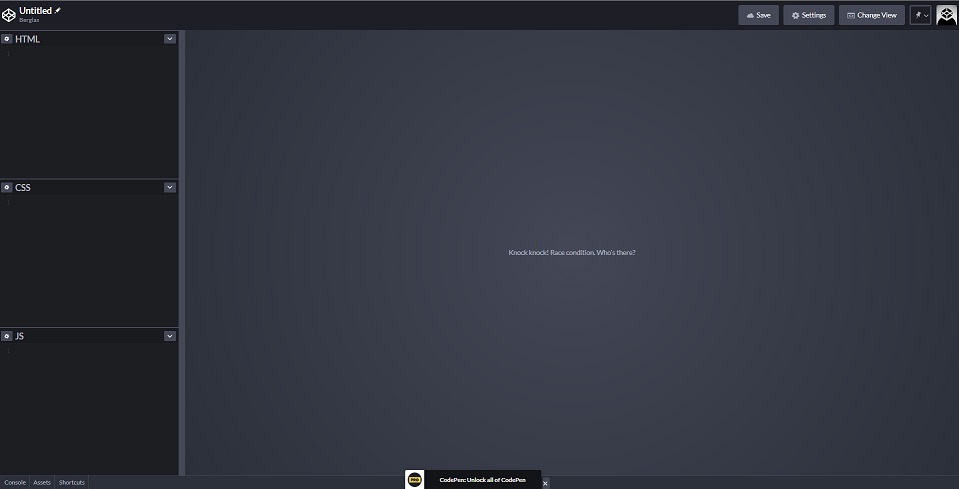 Untitled
Berglas
Save
Settings
Change View
HTML
1
CSS
1
JS
1
Knock knock! Race condition. Who's there?
Console Assets Shortcuts
PRO
CodePen: Unlock all of CodePen